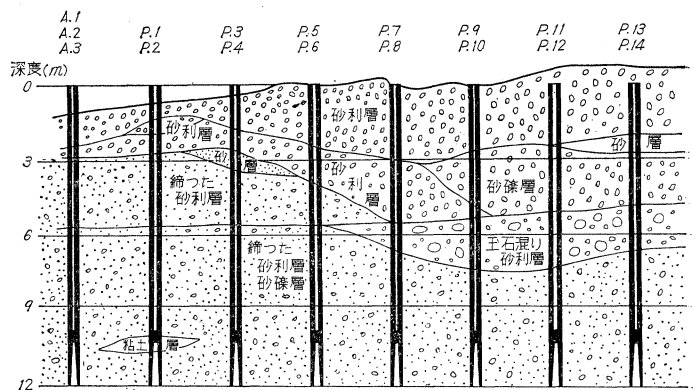 A.1
A.2 P.1 P.3 P.5 P.7 P.9 P.11 P.13
A.3 P.2 P.4 P.6 P.8 P.10 P.12 P.14
深度(m)
0
砂利層
砂利層
砂層
3
砂層
砂
利
層
締つた
砂利層
砂礫層
6
締つた
砂利層
砂礫層
玉石混り
砂利層
9
粘土層
12